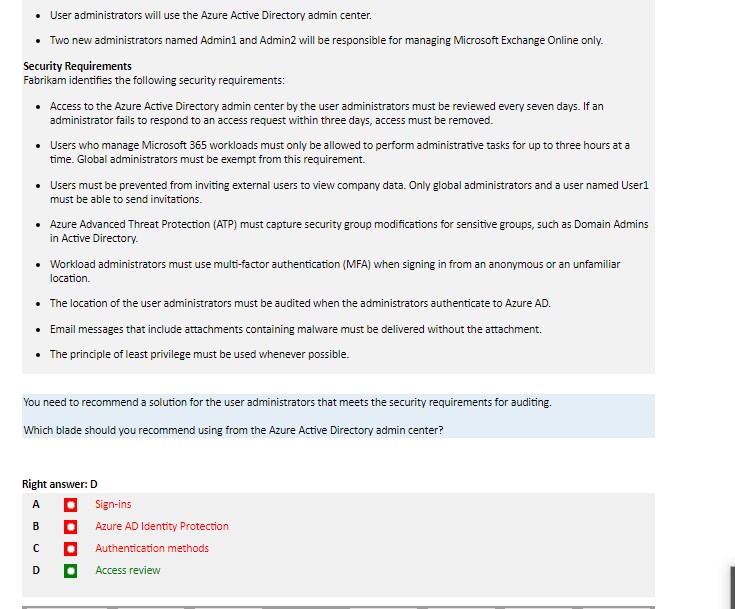 • User administrators will use the Azure Active Directory admin center.
• Two new administrators named Admin1 and Admin2 will be responsible for managing Microsoft Exchange Online only.
Security Requirements
Fabrikam identifies the following security requirements:
• Access to the Azure Active Directory admin center by the user administrators must be reviewed every seven days. If an
administrator fails to respond to an access request within three days, access must be removed.
• Users who manage Microsoft 365 workloads must only be allowed to perform administrative tasks for up to three hours at a
time. Global administrators must be exempt from this requirement.
• Users must be prevented from inviting external users to view company data. Only global administrators and a user named User1
must be able to send invitations.
• Azure Advanced Threat Protection (ATP) must capture security group modifications for sensitive groups, such as Domain Admins
in Active Directory.
• Workload administrators must use multi-factor authentication (MFA) when signing in from an anonymous or an unfamiliar
location.
• The location of the user administrators must be audited when the administrators authenticate to Azure AD.
• Email messages that include attachments containing malware must be delivered without the attachment.
• The principle of least privilege must be used whenever possible.
You need to recommend a solution for the user administrators that meets the security requirements for auditing.
Which blade should you recommend using from the Azure Active Directory admin center?
Right answer: D
A Sign-ins
B Azure AD Identity Protection
C Authentication methods
D Access review